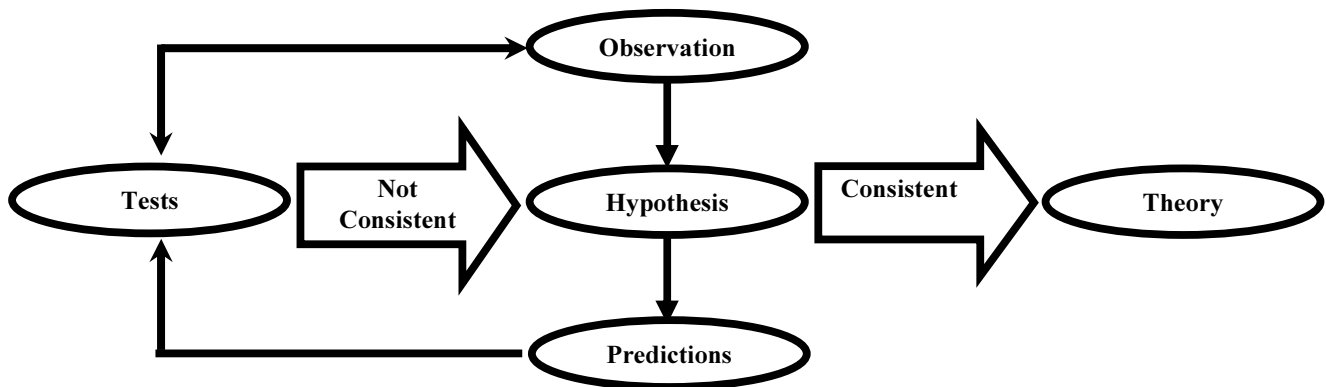 Observation
Tests
Not
Consistent
Hypothesis
Consistent
Theory
Predictions